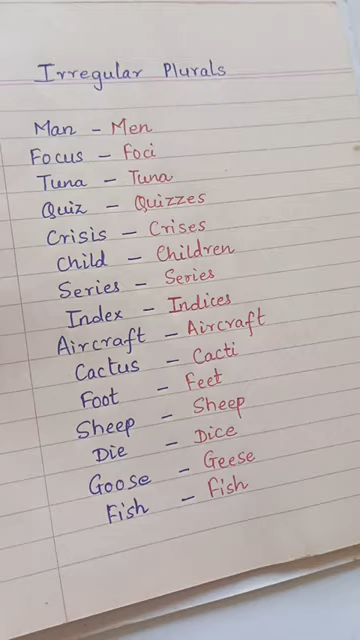 Irregular Plurals
Man - Men
Focus - Foci
Tuna - Tuna
Quiz - Quizzes
Crisis - Crises
Child - Children
Series - Series
Index - Indices
Aircraft - Aircraft
Cactus - Cacti
Foot - Feet
Sheep - Sheep
Die - Dice
Goose - Geese
Fish - Fish